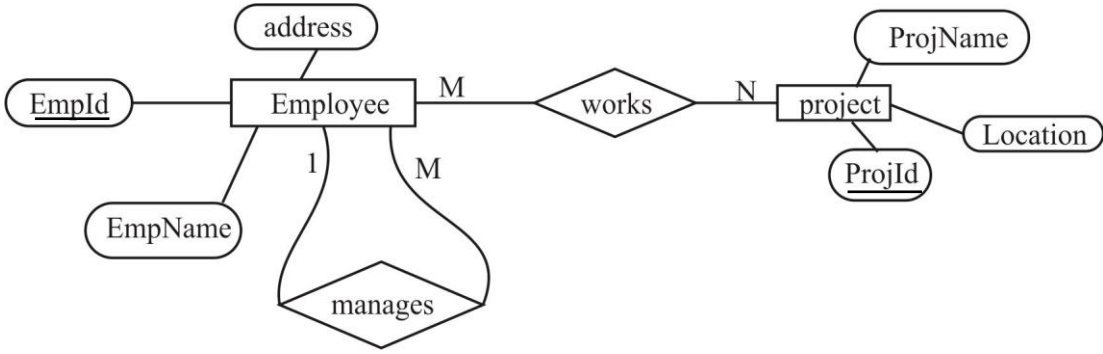 address
ProjName
EmpId
Employee
M
works
N
project
Location
1
M
ProjId
EmpName
manages